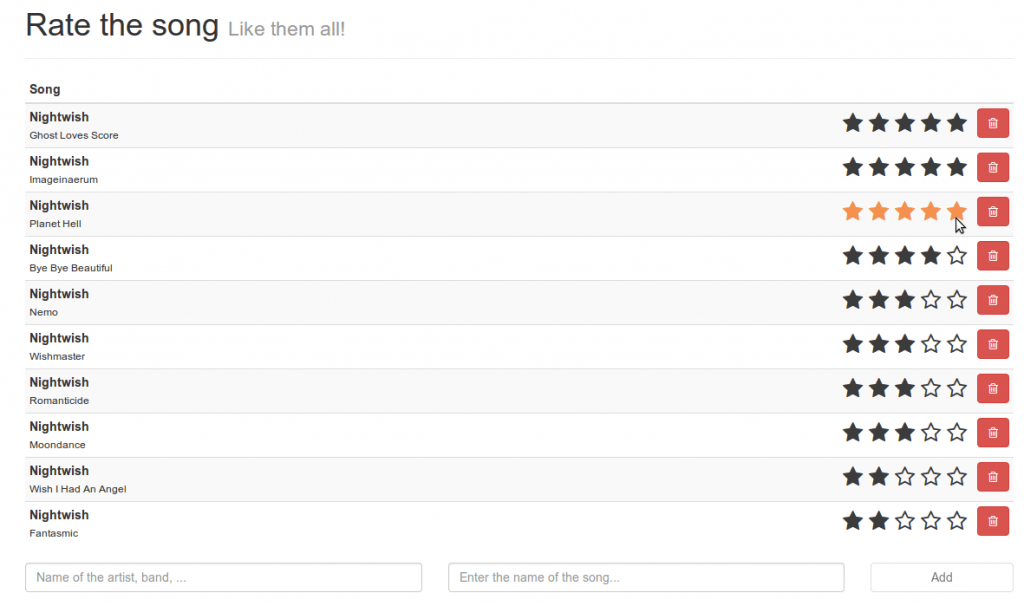 Rate the song Like them all!
Song
Nightwish
Ghost Loves Score
Nightwish
Imageinaerum
Nightwish
Planet Hell
Nightwish
Bye Bye Beautiful
Nightwish
Nemo
Nightwish
Wishmaster
Nightwish
Romanticide
Nightwish
Moondance
Nightwish
Wish I Had An Angel
Nightwish
Fantasmic
Name of the artist, band, ... Enter the name of the song... Add